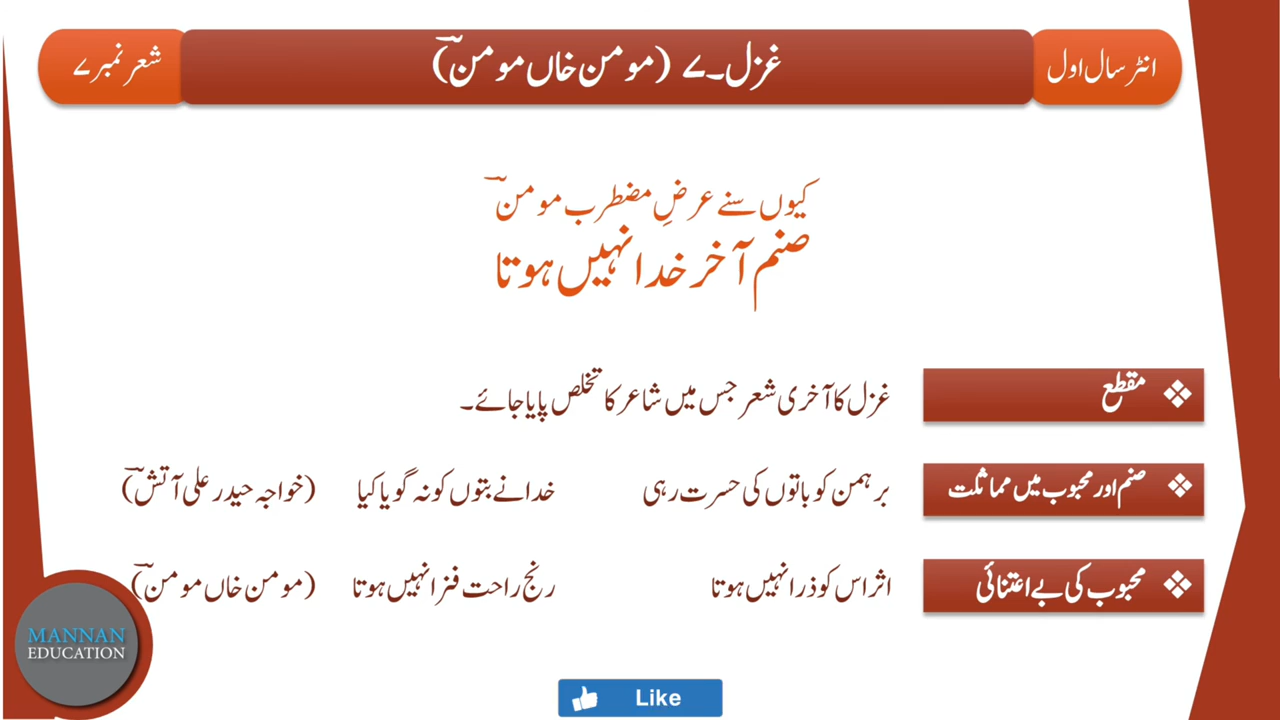 انٹر سال اول
غزل۔۷ (مومن خاں مومنؔ)
شعر نمبر ۷
کیوں سنے عرضِ مضطرب مومنؔ
صنم آخر خدا نہیں ہوتا
❖ مقطع
غزل کا آخری شعر جس میں شاعر کا تخلص پایا جائے۔
❖ صنم اور محبوب میں مماثلت
برہمن کو باتوں کی حسرت رہی خدا نے بتوں کو نہ گویا کیا (خواجہ حیدر علی آتشؔ)
❖ محبوب کی بے اعتنائی
اثر اس کو ذرا نہیں ہوتا رنج راحت فزا نہیں ہوتا (مومن خاں مومنؔ)
MANNAN
EDUCATION
Like